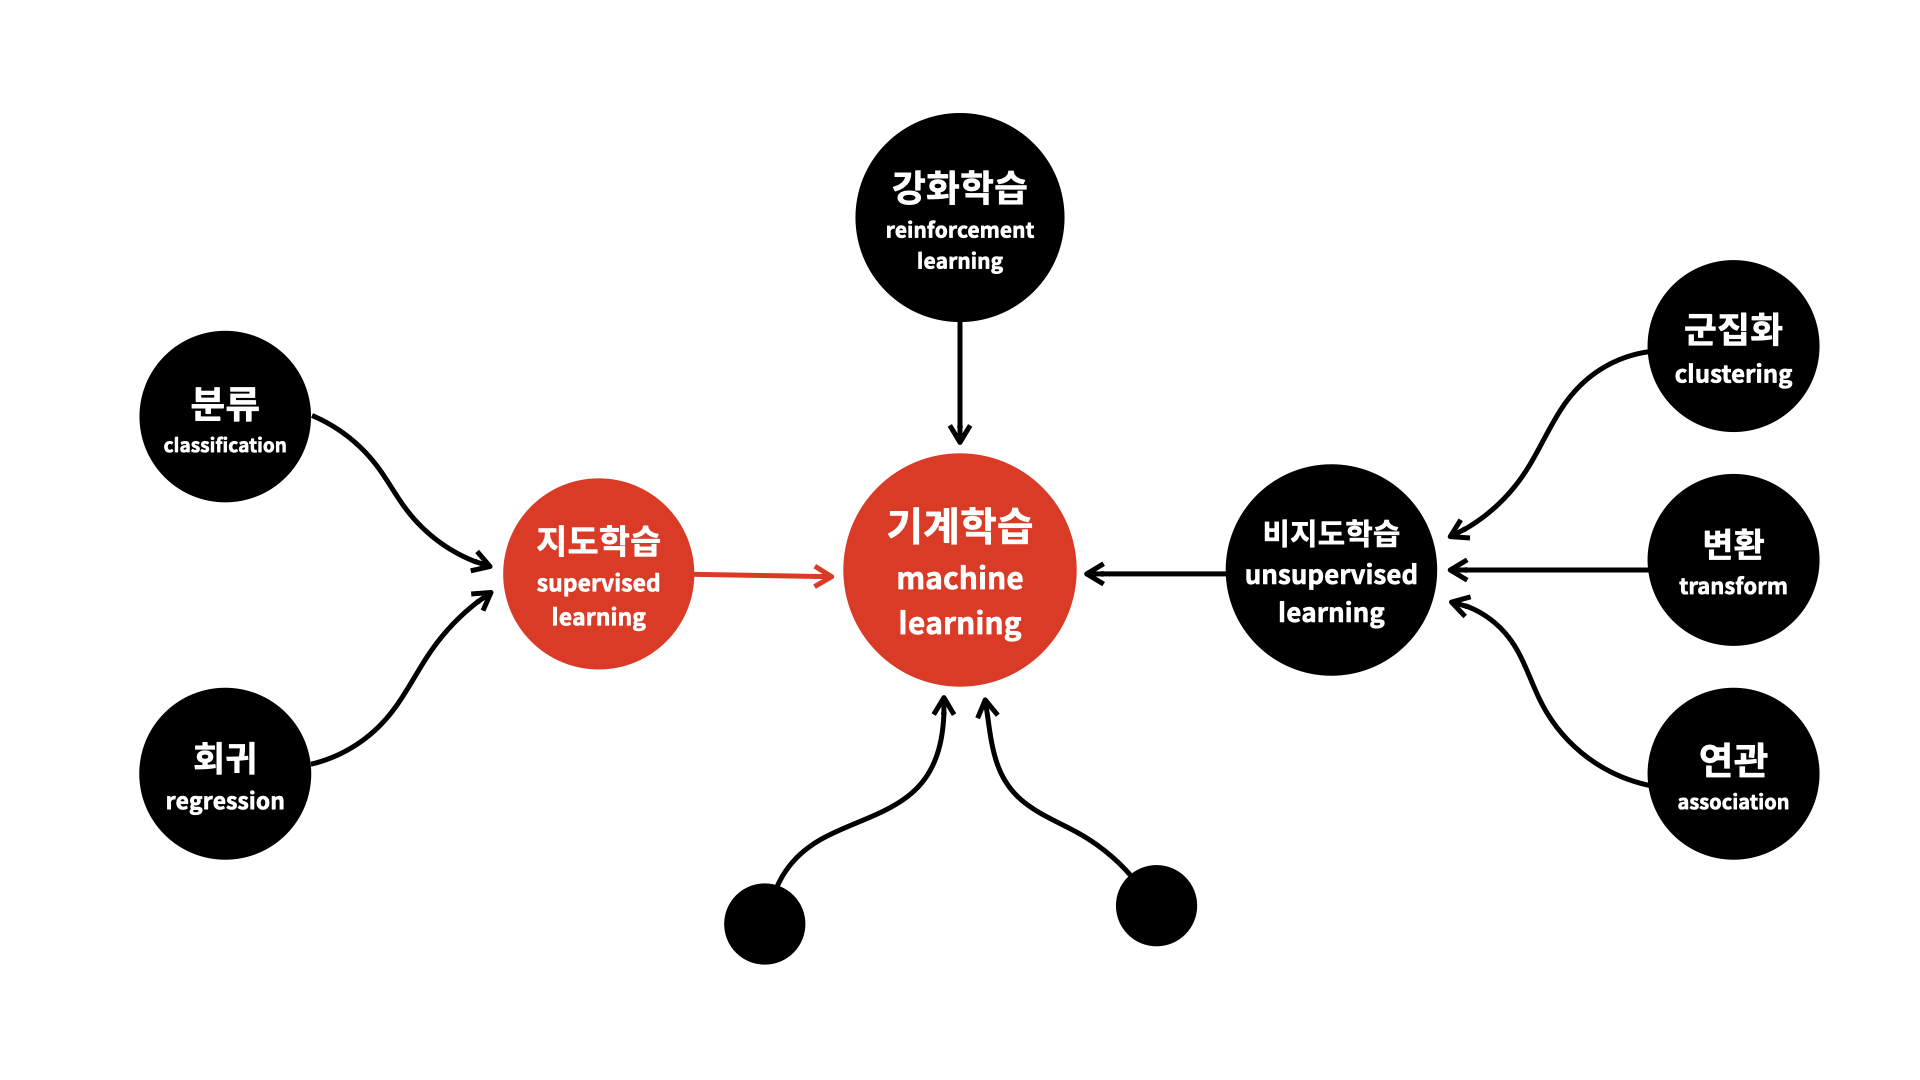 강화학습
reinforcement
learning
분류
classification
회귀
regression
지도학습
supervised
learning
기계학습
machine
learning
비지도학습
unsupervised
learning
군집화
clustering
변환
transform
연관
association